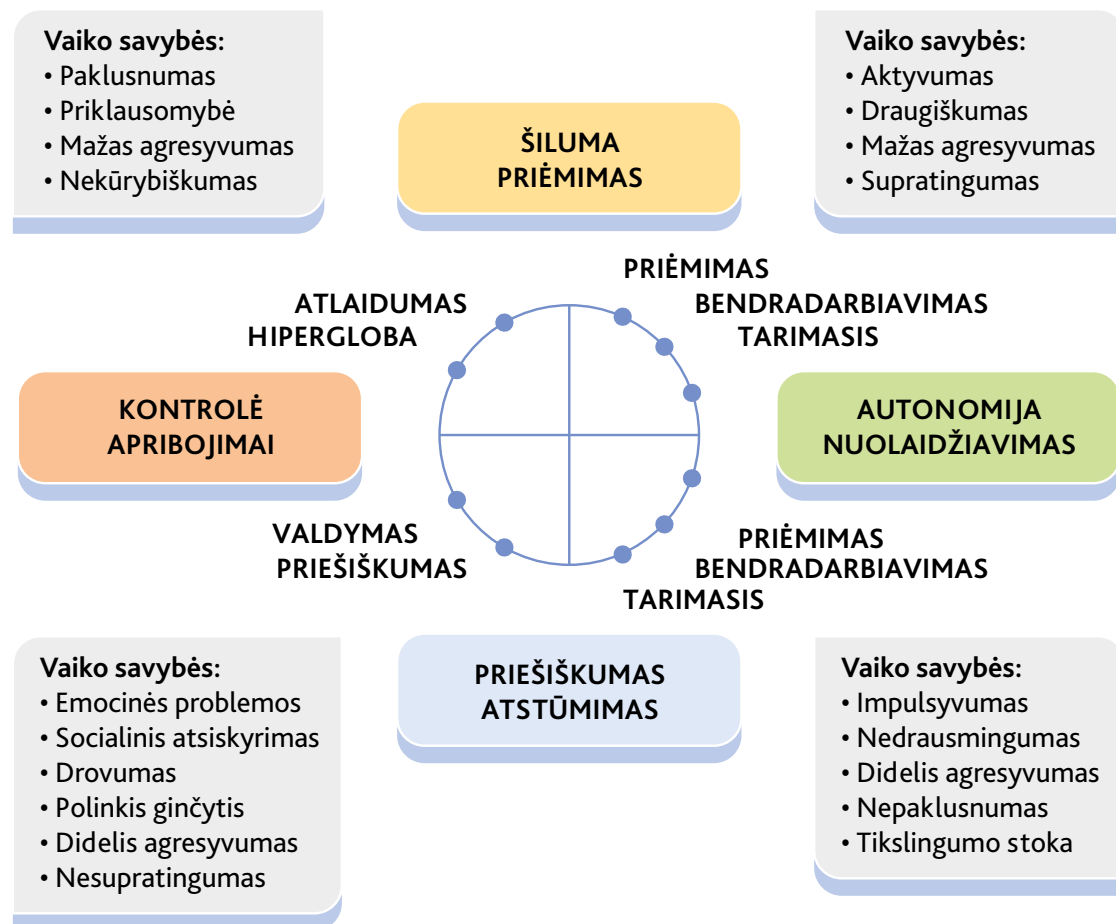 Vaiko savybės:
• Paklusnumas
• Priklausomybė
• Mažas agresyvumas
• Nekūrybiškumas
ŠILUMA
PRIĖMIMAS
Vaiko savybės:
• Aktyvumas
• Draugiškumas
• Mažas agresyvumas
• Supratingumas
ATLAIDUMAS
HIPERGLOBA
PRIĖMIMAS
BENDRADARBIAVIMAS
TARIMASIS
KONTROLĖ
APRIBOJIMAI
AUTONOMIJA
NUOLAIDŽIAVIMAS
VALDYMAS
PRIEŠIŠKUMAS
PRIĖMIMAS
BENDRADARBIAVIMAS
TARIMASIS
Vaiko savybės:
• Emocinės problemos
• Socialinis atsiskyrimas
• Drovumas
• Polinkis ginčytis
• Didelis agresyvumas
• Nesupratingumas
PRIEŠIŠKUMAS
ATSTŪMIMAS
Vaiko savybės:
• Impulsyvumas
• Nedrausmingumas
• Didelis agresyvumas
• Nepaklusnumas
• Tikslingumo stoka